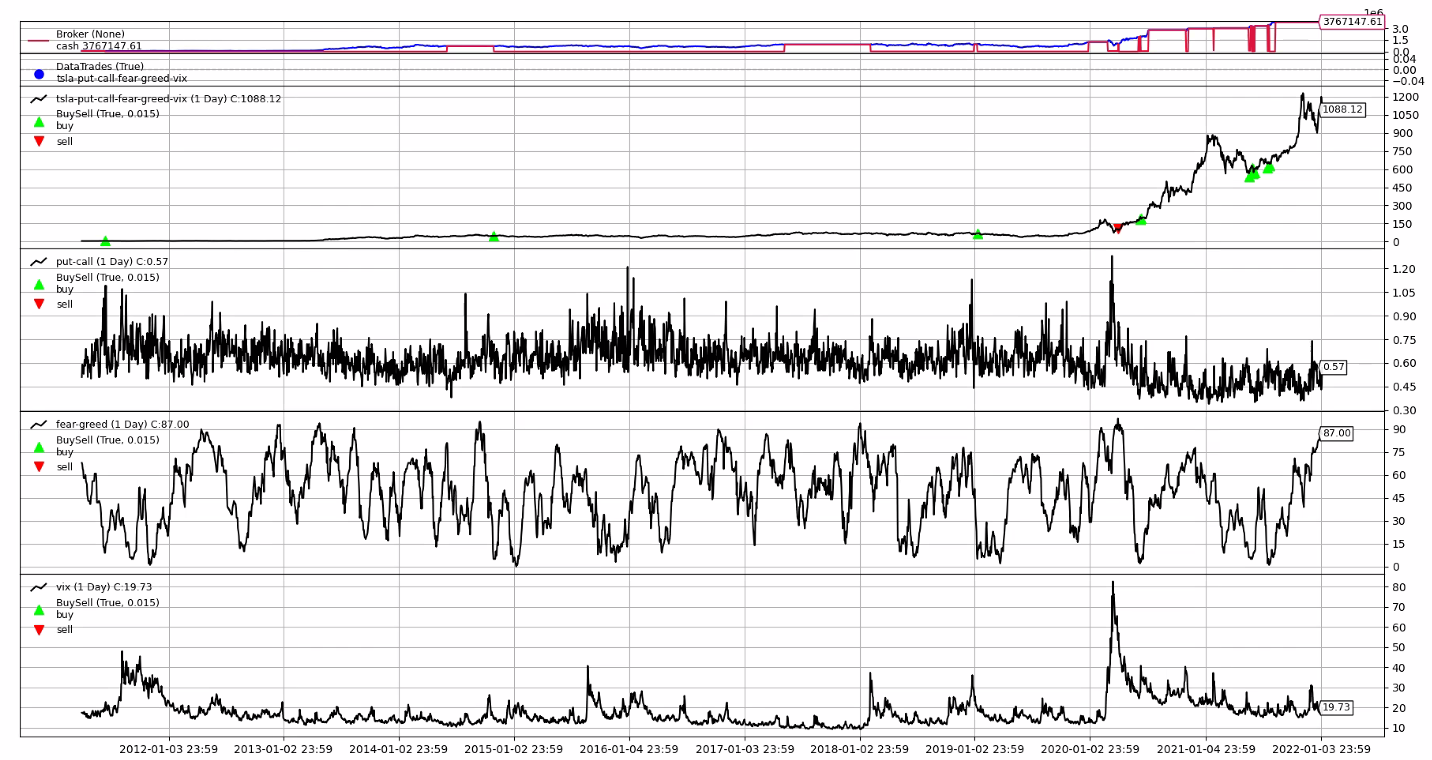 1e6
Broker (None)
cash 3767147.61
3767147.61
3.0
1.5
0.0
DataTrades (True)
tsla-put-call-fear-greed-vix
0.04
0.00
−0.04
tsla-put-call-fear-greed-vix (1 Day) C:1088.12
BuySell (True, 0.015)
buy
sell
1200
1088.12
1050
900
750
600
450
300
150
0
put-call (1 Day) C:0.57
BuySell (True, 0.015)
buy
sell
1.20
1.05
0.90
0.75
0.60
0.57
0.45
0.30
fear-greed (1 Day) C:87.00
BuySell (True, 0.015)
buy
sell
90
87.00
75
60
45
30
15
0
vix (1 Day) C:19.73
BuySell (True, 0.015)
buy
sell
80
70
60
50
40
30
20
19.73
10
2012-01-03 23:59 2013-01-02 23:59 2014-01-02 23:59 2015-01-02 23:59 2016-01-04 23:59 2017-01-03 23:59 2018-01-02 23:59 2019-01-02 23:59 2020-01-02 23:59 2021-01-04 23:59 2022-01-03 23:59